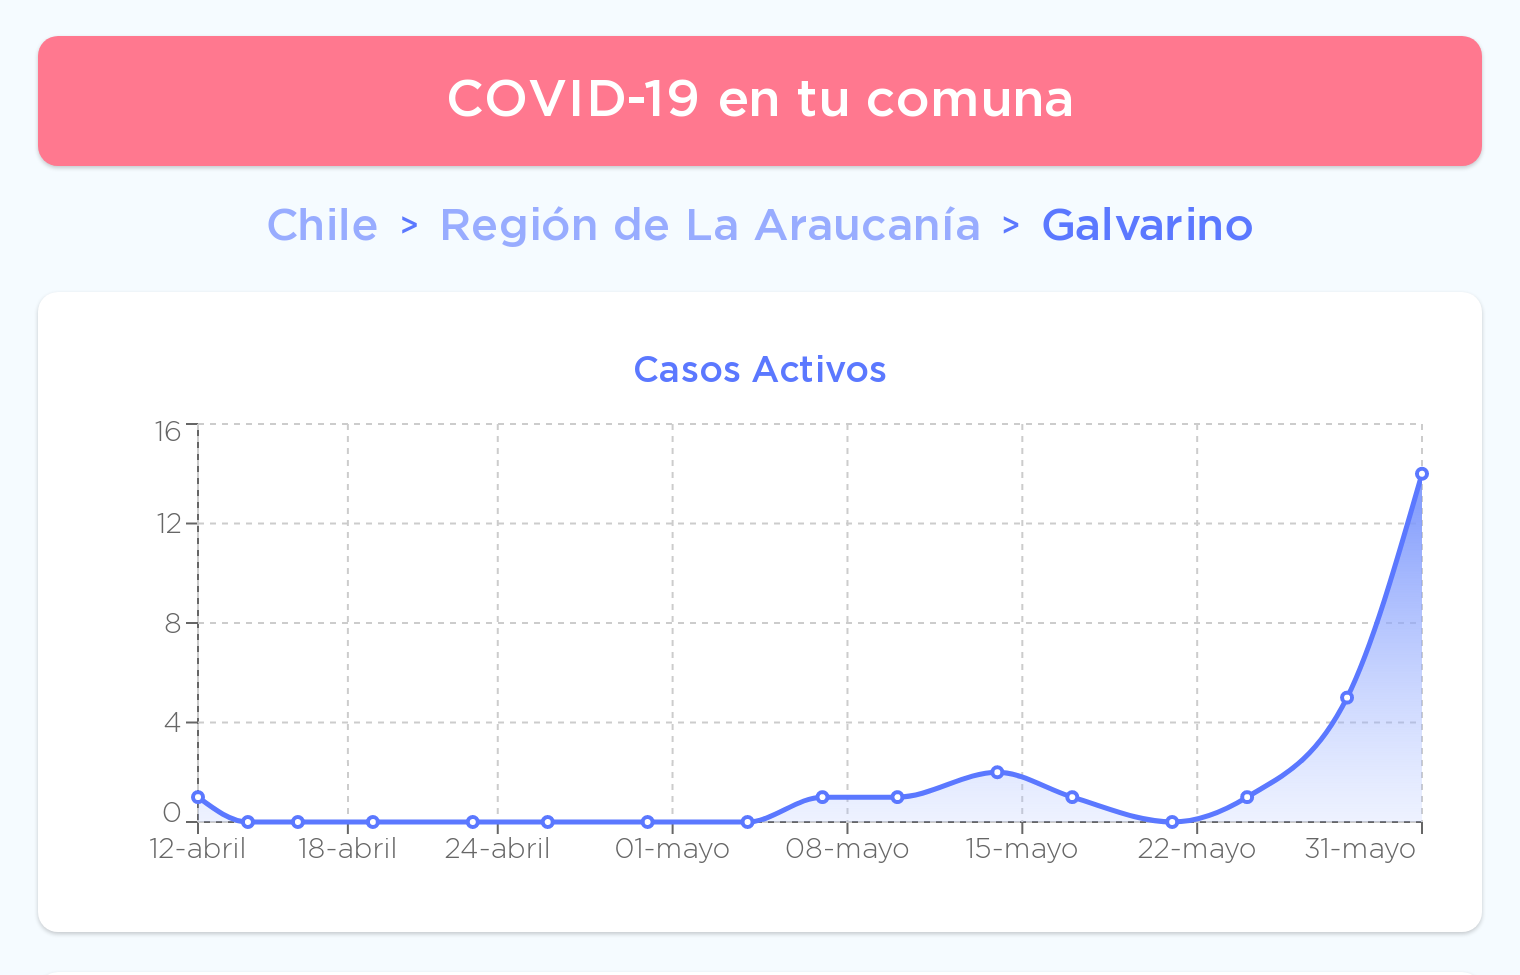 COVID-19 en tu comuna
Chile > Región de La Araucanía > Galvarino
Casos Activos
16
12
8
4
0
12-abril 18-abril 24-abril 01-mayo 08-mayo 15-mayo 22-mayo 31-mayo